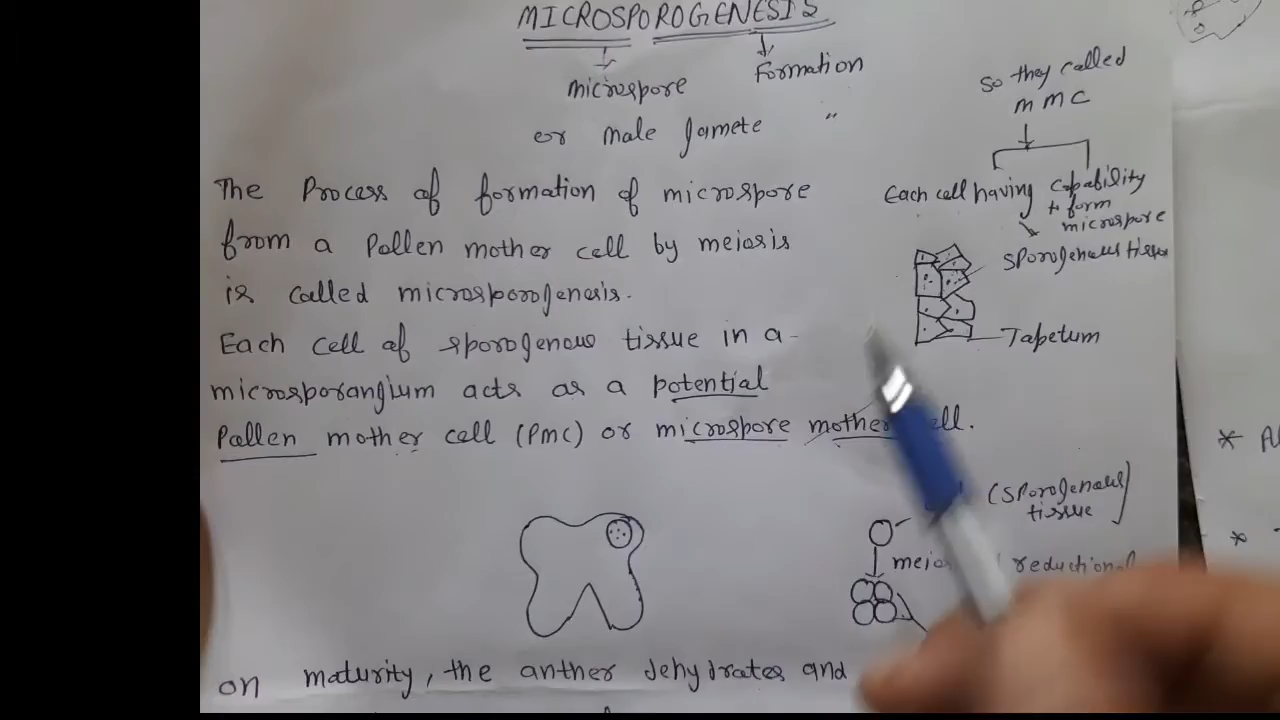 MICROSPOROGENESIS
microspore
Formation
or male gamete "
The Process of formation of microspore
from a Pollen mother cell by meiosis
is called microsporogenesis.
Each cell of sporogenous tissue in a
microsporangium acts as a potential
Pollen mother cell (PMC) or microspore mother
So they called
MMC
Each cell having capability
to form
microspore
sporogenous tissue
Tapetum
(sporogenous
tissue
reductional
on maturity, the anther dehydrates and